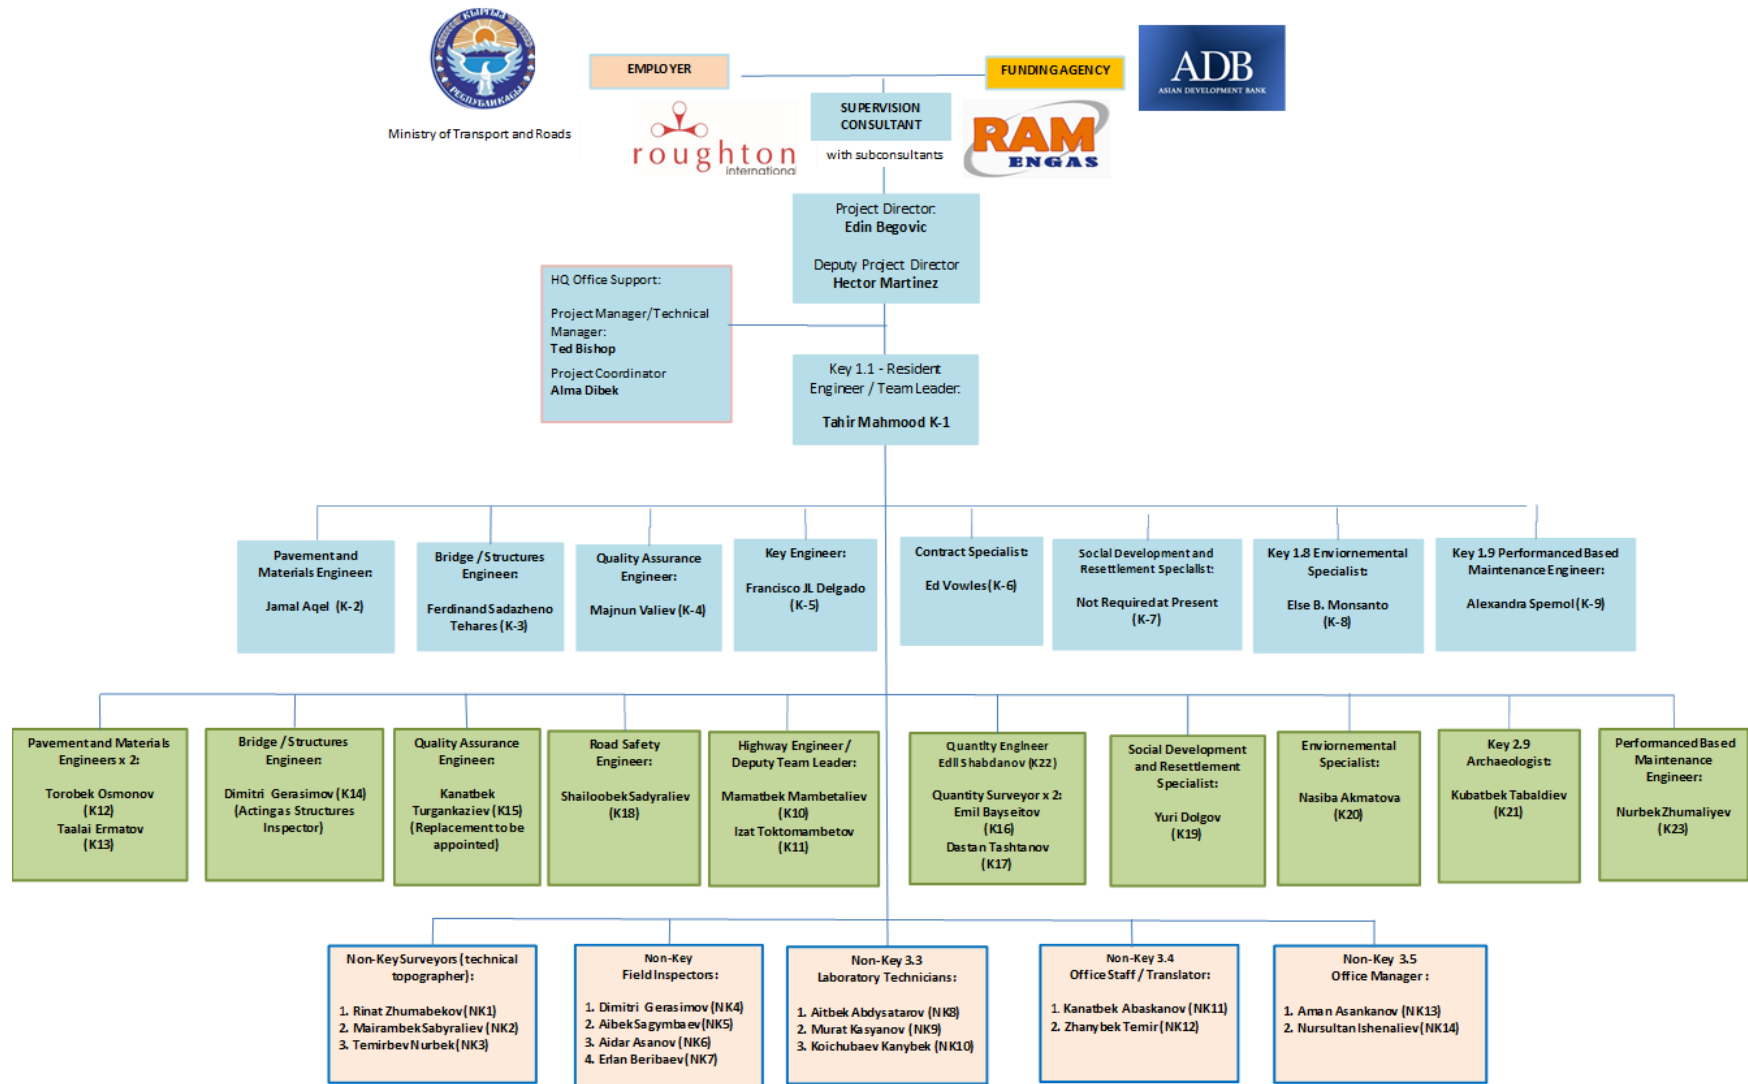 КЫРГЫЗ
РЕСПУБЛИКАСЫ
Ministry of Transport and Roads
EMPLOYER
FUNDING AGENCY
ADB
ASIAN DEVELOPMENT BANK
roughton
international
SUPERVISION
CONSULTANT
with subconsultants
RAM
ENGAS
Project Director:
Edin Begovic
Deputy Project Director
Hector Martinez
HQ Office Support:
Project Manager/Technical
Manager:
Ted Bishop
Project Coordinator
Alma Dibek
Key 1.1 - Resident
Engineer / Team Leader:
Tahir Mahmood K-1
Pavement and
Materials Engineer:
Jamal Aqel (K-2)
Bridge / Structures
Engineer:
Ferdinand Sadazheno
Tehares (K-3)
Quality Assurance
Engineer:
Majnun Valiev (K-4)
Key Engineer:
Francisco JL Delgado
(K-5)
Contract Specialist:
Ed Vowles (K-6)
Social Development and
Resettlement Specialist:
Not Required at Present
(K-7)
Key 1.8 Enviornemental
Specialist:
Else B. Monsanto
(K-8)
Key 1.9 Performanced Based
Maintenance Engineer:
Alexandra Spernol (K-9)
Pavement and Materials
Engineers x 2:
Torobek Osmonov
(K12)
Taalai Ermatov
(K13)
Bridge / Structures
Engineer:
Dimitri Gerasimov (K14)
(Acting as Structures
Inspector)
Quality Assurance
Engineer:
Kanatbek
Turgankaziev (K15)
(Replacement to be
appointed)
Road Safety
Engineer:
Shailoobek Sadyraliev
(K18)
Highway Engineer /
Deputy Team Leader:
Mamatbek Mambetaliev
(K10)
Izat Toktomambetov
(K11)
Quantity Engineer
Edil Shabdanov (K22)
Quantity Surveyor x 2:
Emil Bayseitov
(K16)
Dastan Tashtanov
(K17)
Social Development
and Resettlement
Specialist:
Yuri Dolgov
(K19)
Enviornemental
Specialist:
Nasiba Akmatova
(K20)
Key 2.9
Archaeologist:
Kubatbek Tabaldiev
(K21)
Performanced Based
Maintenance
Engineer:
Nurbek Zhumaliyev
(K23)
Non-Key Surveyors (technical
topographer):
1. Rinat Zhumabekov (NK1)
2. Mairambek Sabyraliev (NK2)
3. Temirbev Nurbek (NK3)
Non-Key
Field Inspectors:
1. Dimitri Gerasimov (NK4)
2. Aibek Sagymbaev (NK5)
3. Aidar Asanov (NK6)
4. Erlan Beribaev (NK7)
Non-Key 3.3
Laboratory Technicians:
1. Aitbek Abdysatarov (NK8)
2. Murat Kasyanov (NK9)
3. Koichubaev Kanybek (NK10)
Non-Key 3.4
Office Staff / Translator:
1. Kanatbek Abaskanov (NK11)
2. Zhanybek Temir (NK12)
Non-Key 3.5
Office Manager :
1. Aman Asankanov (NK13)
2. Nursultan Ishenaliev (NK14)